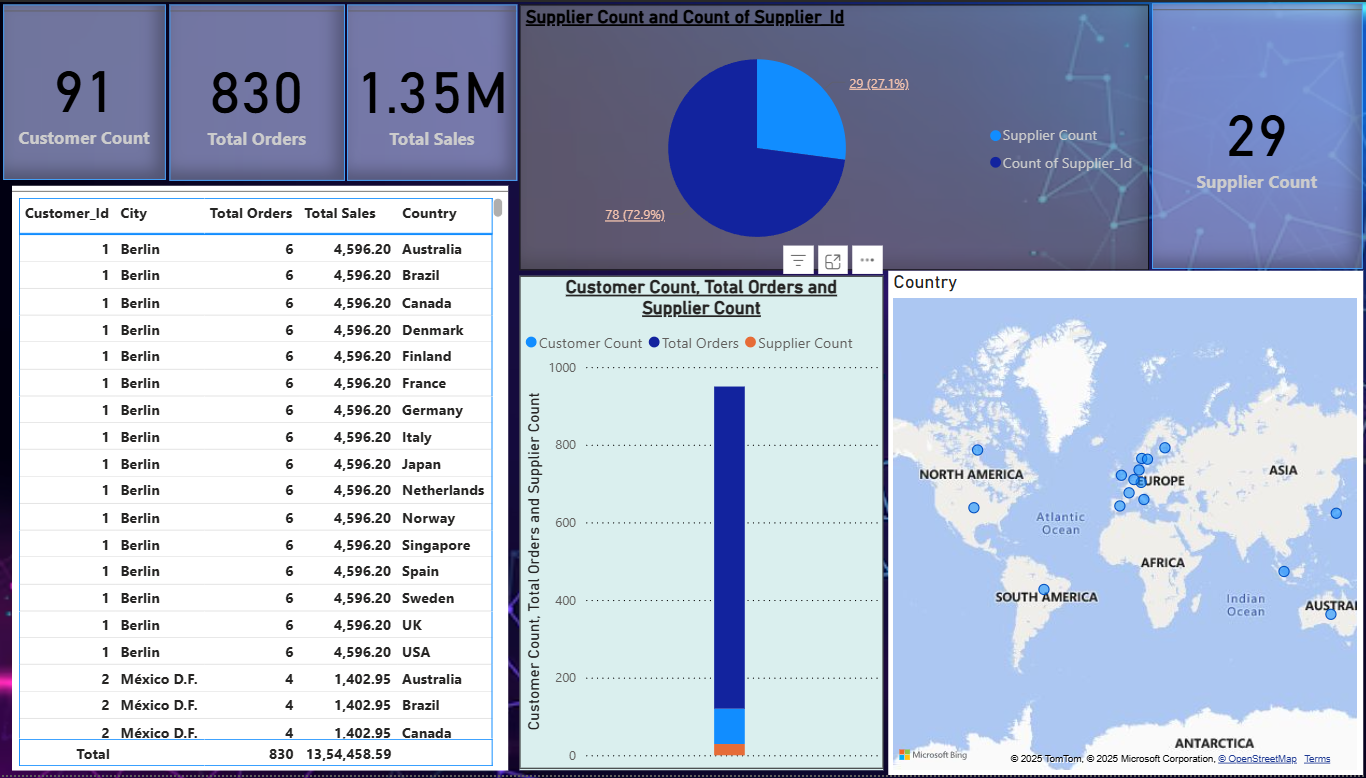 91
Customer Count
830
Total Orders
1.35M
Total Sales
Supplier Count and Count of Supplier_Id
29 (27.1%)
78 (72.9%)
Supplier Count
Count of Supplier_Id
29
Supplier Count
Customer_Id City Total Orders Total Sales Country
1 Berlin 6 4,596.20 Australia
1 Berlin 6 4,596.20 Brazil
1 Berlin 6 4,596.20 Canada
1 Berlin 6 4,596.20 Denmark
1 Berlin 6 4,596.20 Finland
1 Berlin 6 4,596.20 France
1 Berlin 6 4,596.20 Germany
1 Berlin 6 4,596.20 Italy
1 Berlin 6 4,596.20 Japan
1 Berlin 6 4,596.20 Netherlands
1 Berlin 6 4,596.20 Norway
1 Berlin 6 4,596.20 Singapore
1 Berlin 6 4,596.20 Spain
1 Berlin 6 4,596.20 Sweden
1 Berlin 6 4,596.20 UK
1 Berlin 6 4,596.20 USA
2 México D.F. 4 1,402.95 Australia
2 México D.F. 4 1,402.95 Brazil
2 México D.F. 4 1,402.95 Canada
Total 830 13,54,458.59
Customer Count, Total Orders and
Supplier Count
Customer Count Total Orders Supplier Count
Customer Count, Total Orders and Supplier Count
1000
800
600
400
200
0
Country
NORTH AMERICA
EUROPE
ASIA
Atlantic
Ocean
AFRICA
SOUTH AMERICA
Indian
Ocean
AUSTRAI
ANTARCTICA
Microsoft Bing
© 2025 TomTom, © 2025 Microsoft Corporation, © OpenStreetMap Terms